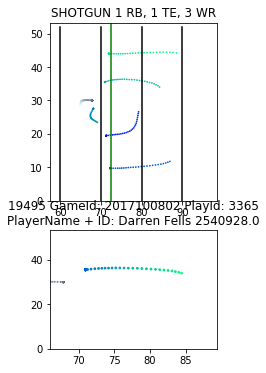 SHOTGUN 1 RB, 1 TE, 3 WR
50
40
30
20
10
0
60 70 80 90
19495 GameId: 2017100802 PlayId: 3365
PlayerName + ID: Darren Fells 2540928.0
40
20
0
70 75 80 85